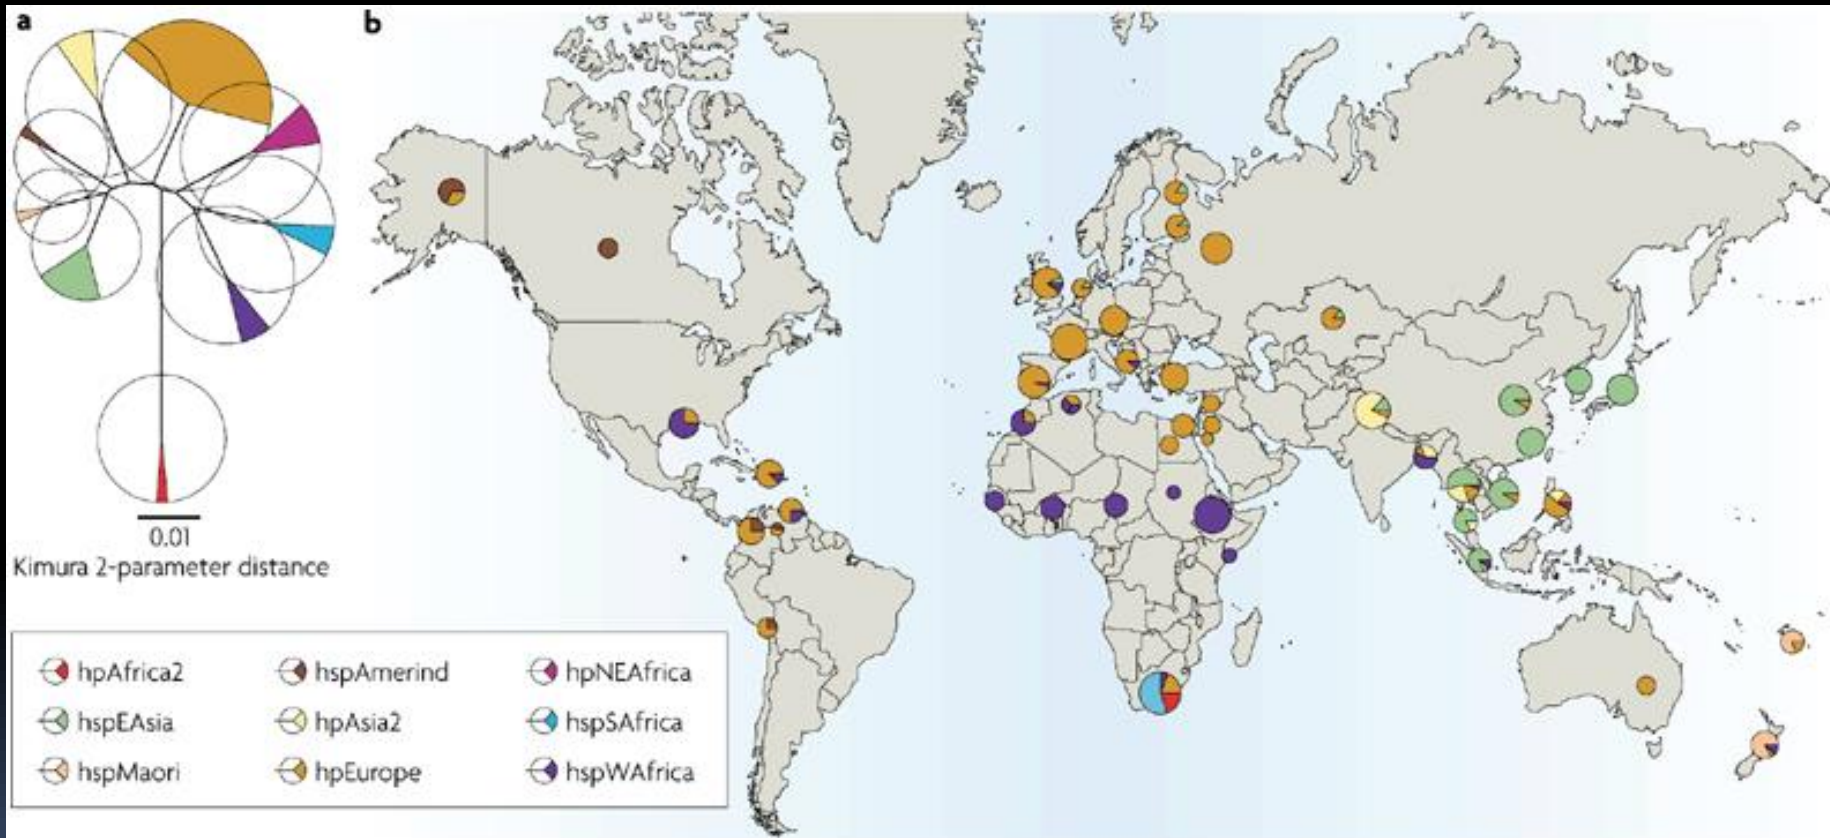 a
b
0.01
Kimura 2-parameter distance
hpAfrica2 hspAmerind hpNEAfrica
hspEAsia hpAsia2 hspSAfrica
hspMaori hpEurope hspWAfrica